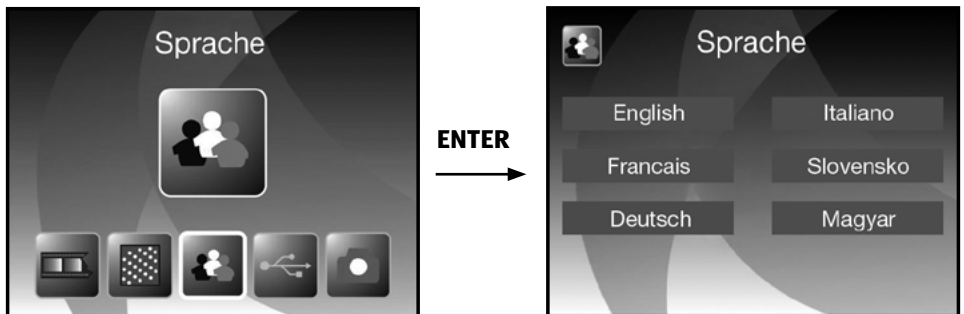 Sprache
ENTER
Sprache
English Italiano
Francais Slovensko
Deutsch Magyar